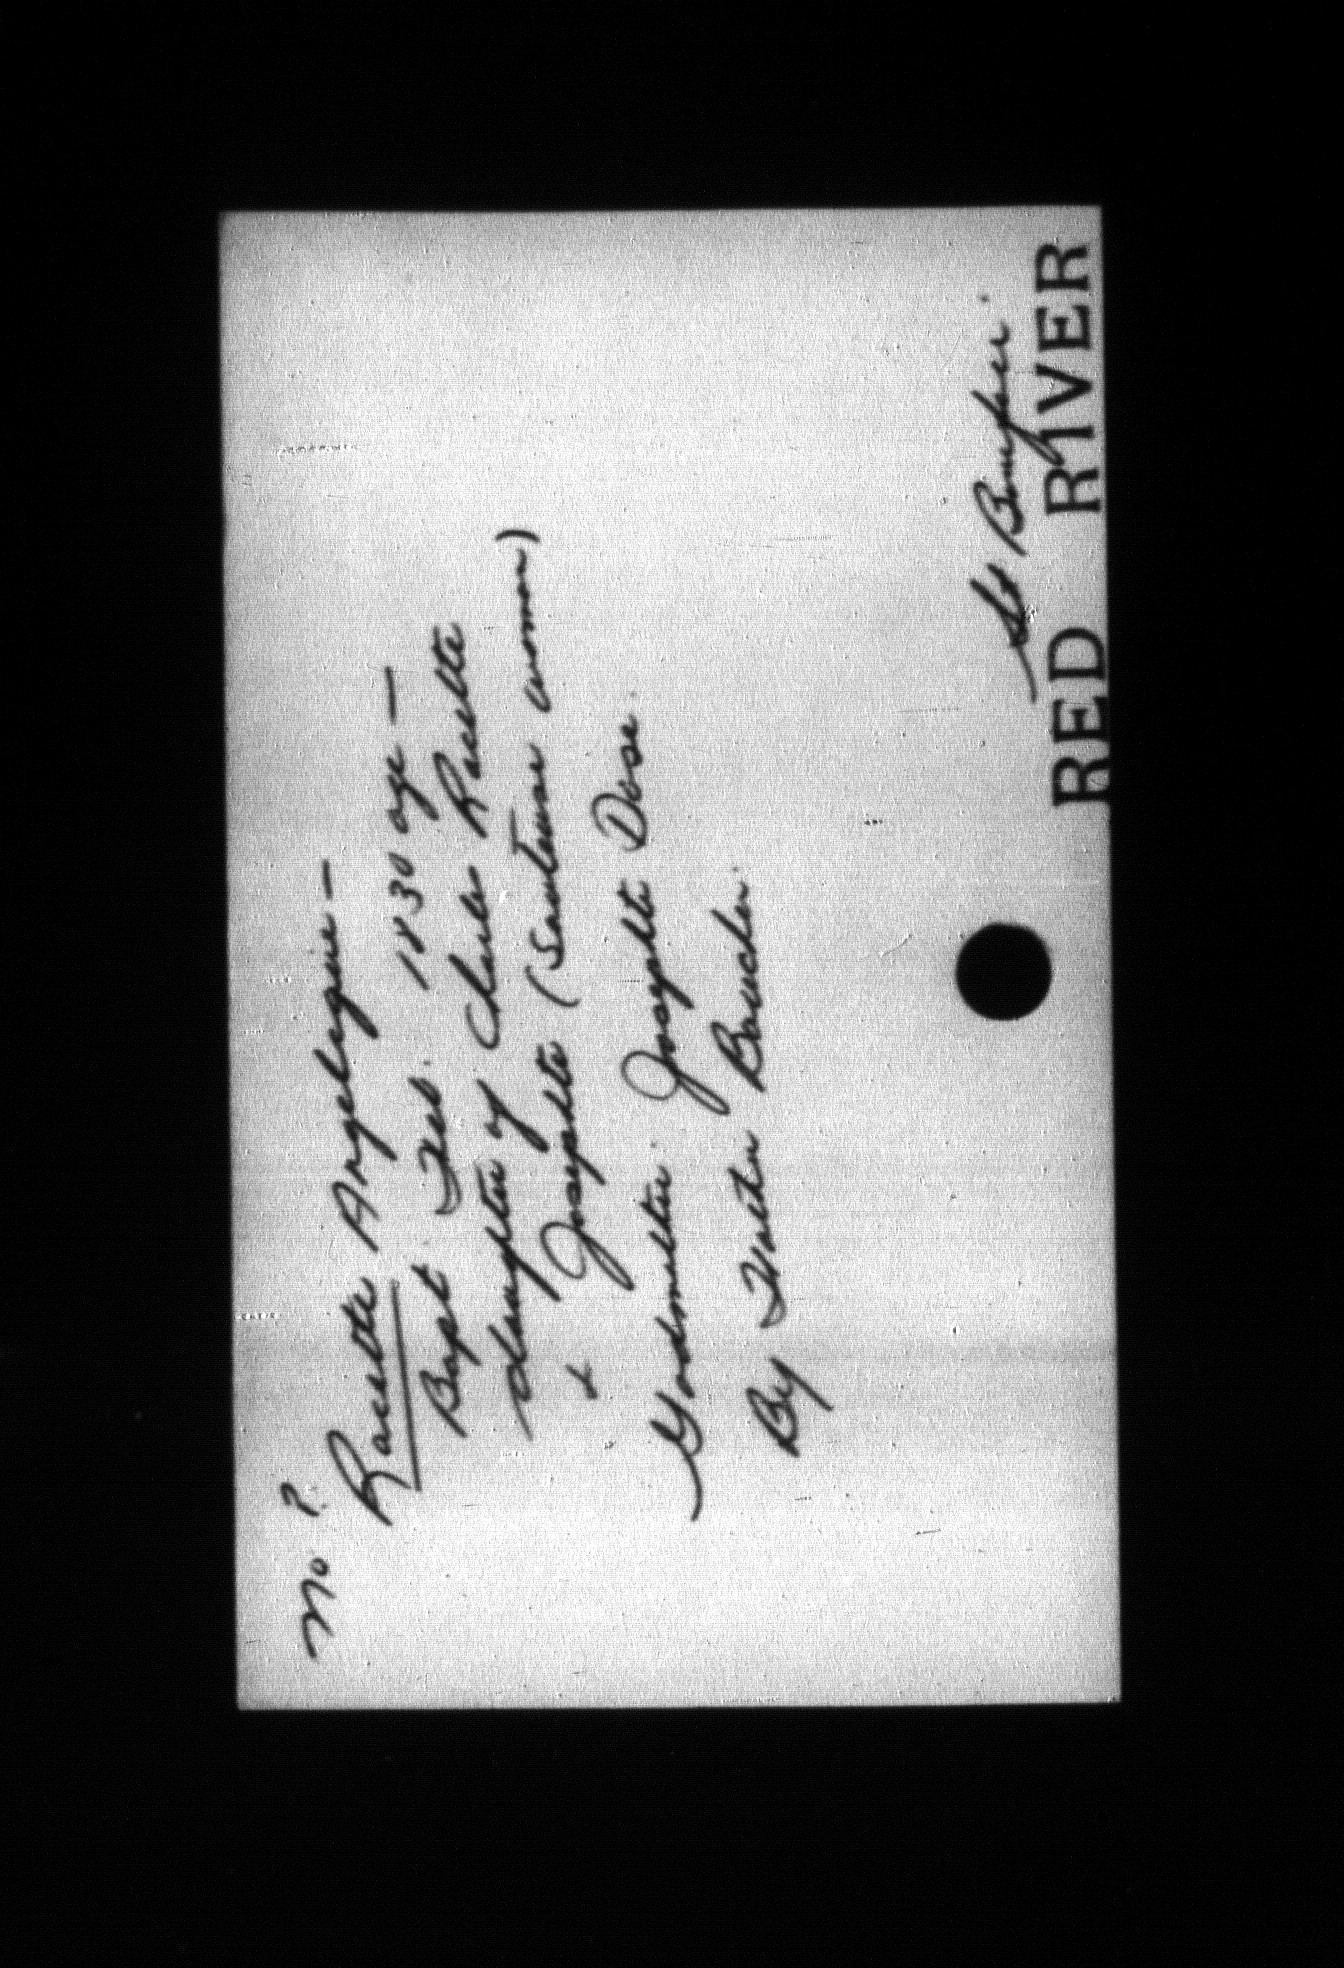 No ?
Racette Angelique —
Bapt Feb. 1830 age —
daughter of Charles Racette
& Josephte (Sauteuse woman)
Godmother. Josephte Dose.
By Father Boucher.
St Boniface.
RED RIVER